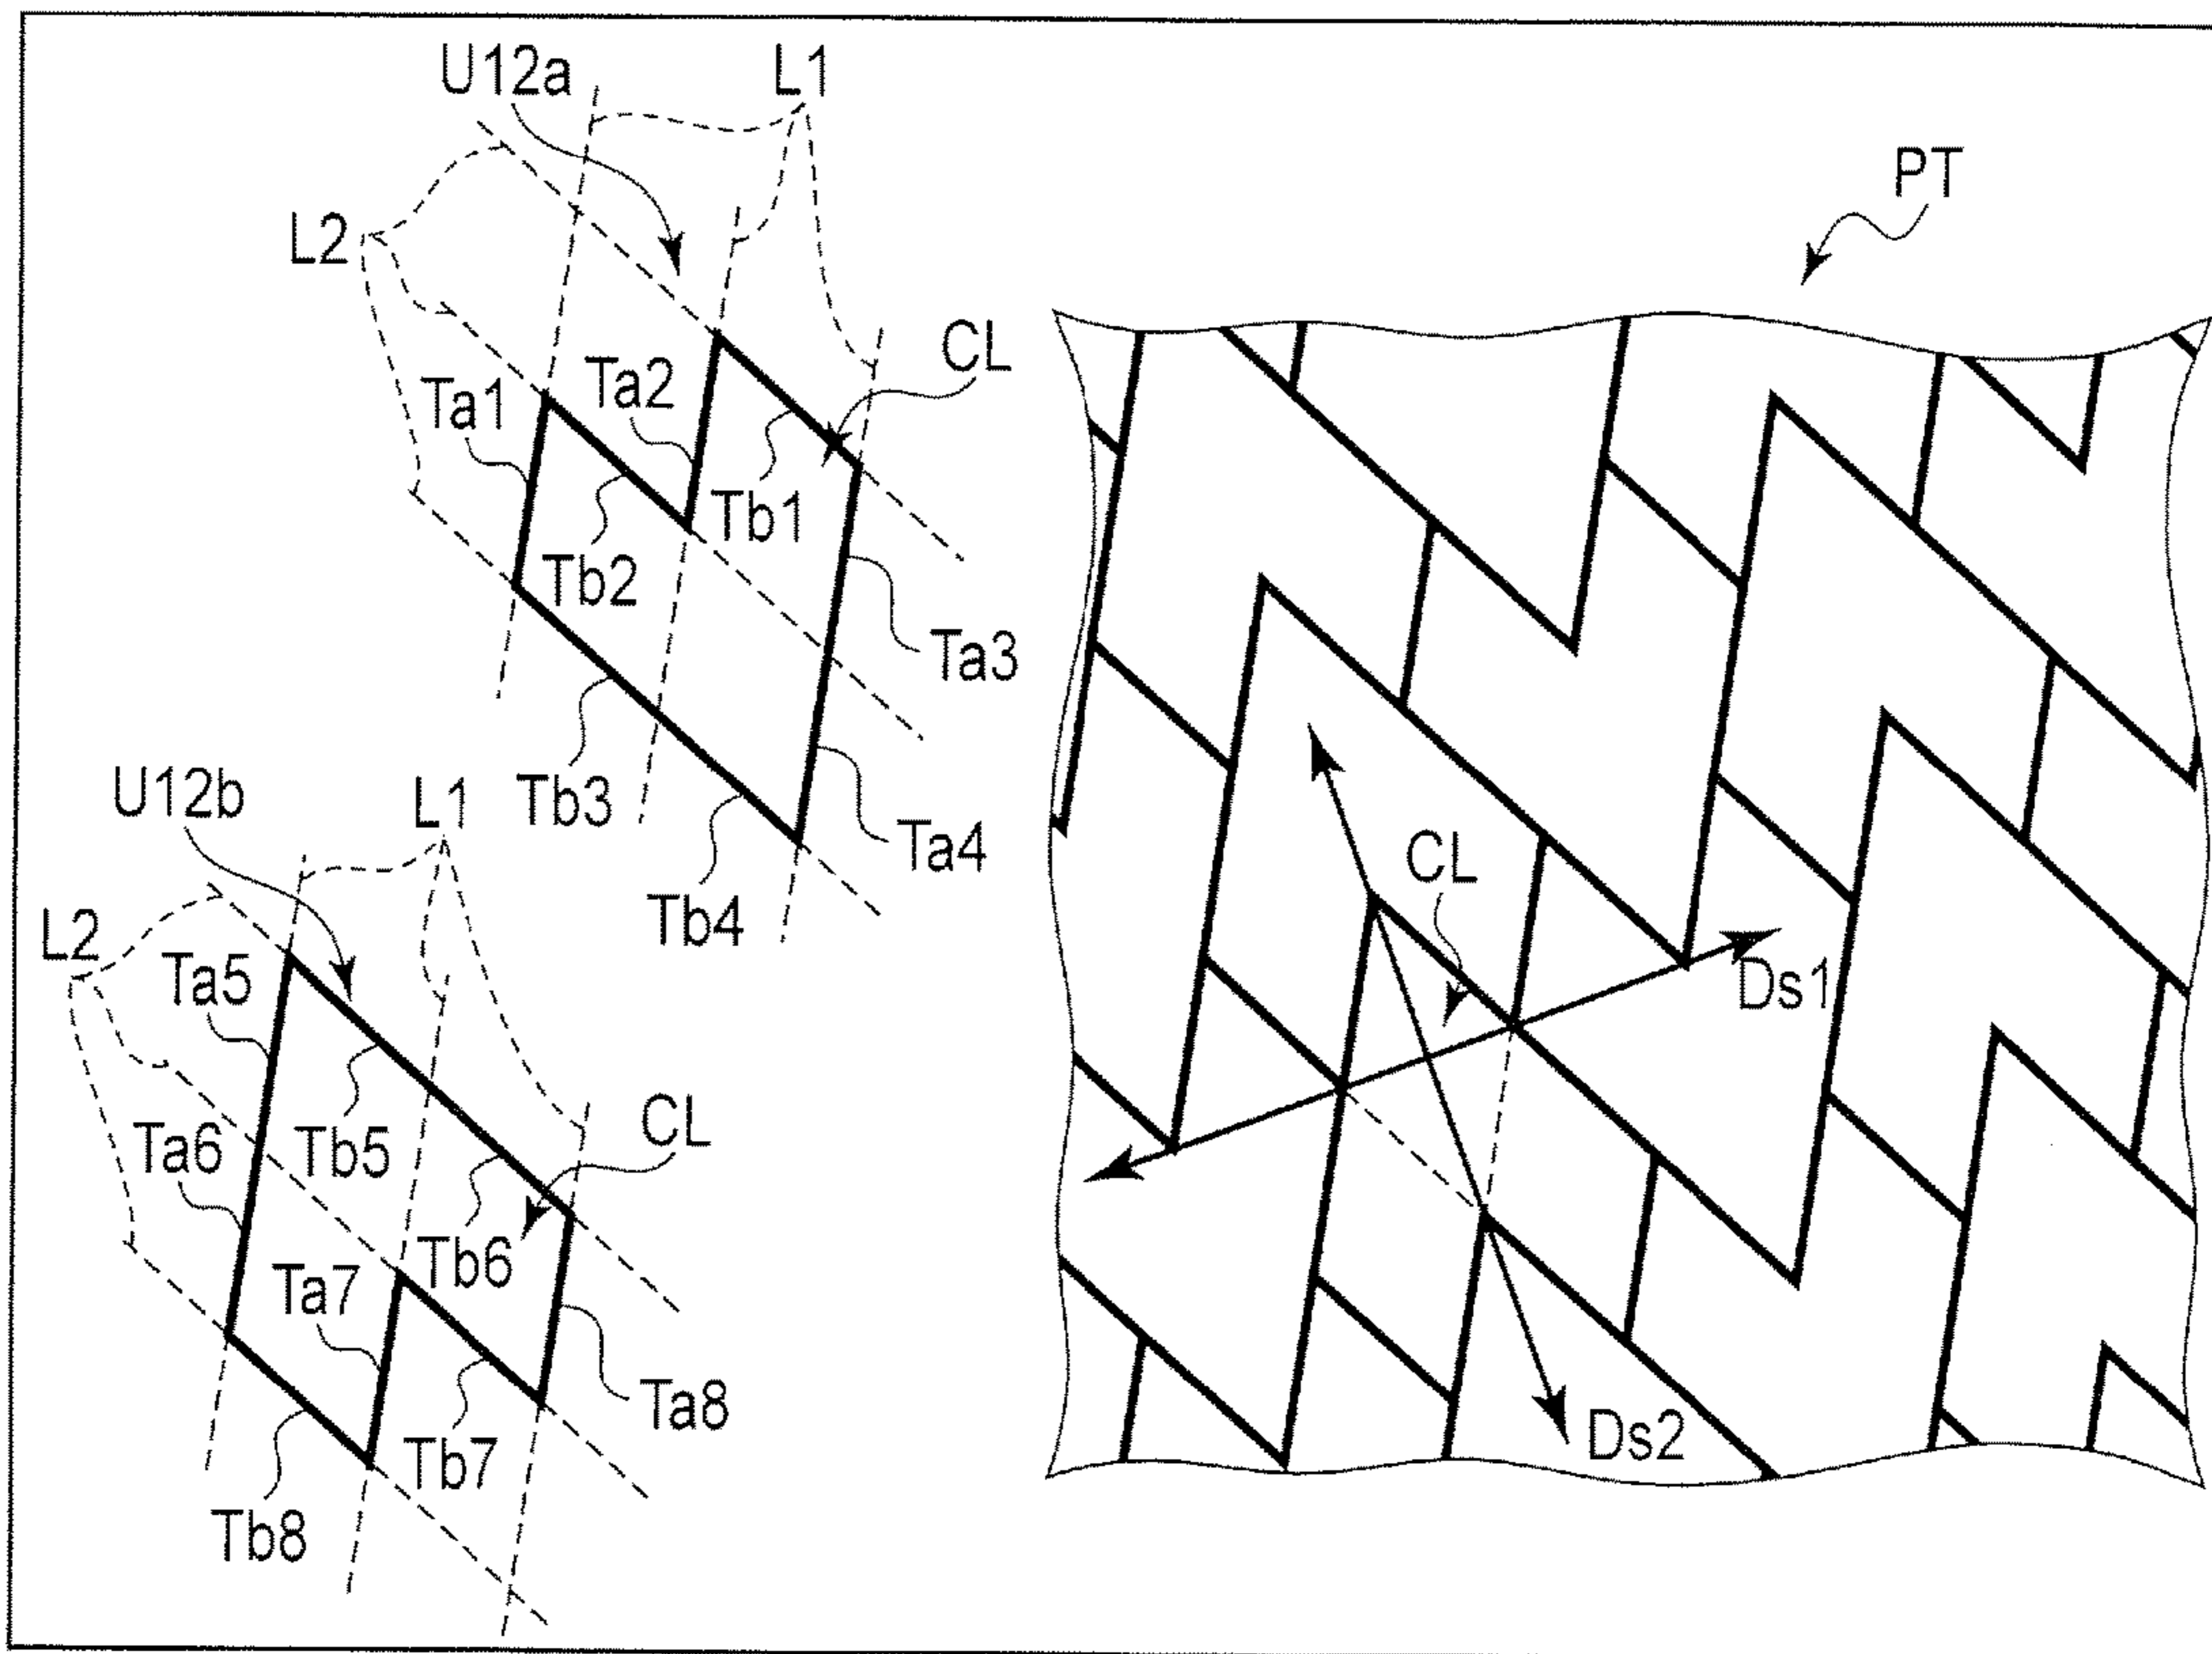 U12a
L1
PT
L2
CL
Ta1
Ta2
Tb1
Tb2
Ta3
Tb3
Ta4
Tb4
U12b
L1
CL
L2
Ta5
Ds1
CL
Ta6
Tb5
Tb6
Ta7
Ta8
Tb7
Ds2
Tb8